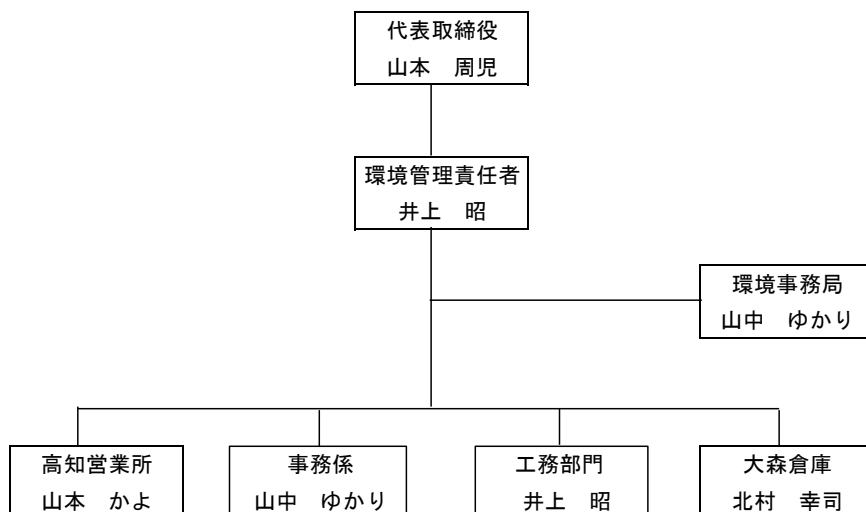 代表取締役
山本　周児
環境管理責任者
井上　昭
環境事務局
山中　ゆかり
高知営業所
山本　かよ
事務係
山中　ゆかり
工務部門
井上　昭
大森倉庫
北村　幸司